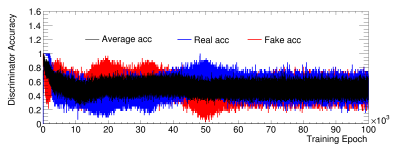 Discriminator Accuracy
1.6
1.4
1.2
1
0.8
0.6
0.4
0.2
0
Average acc
Real acc
Fake acc
0 10 20 30 40 50 60 70 80 90 100
×10³
Training Epoch